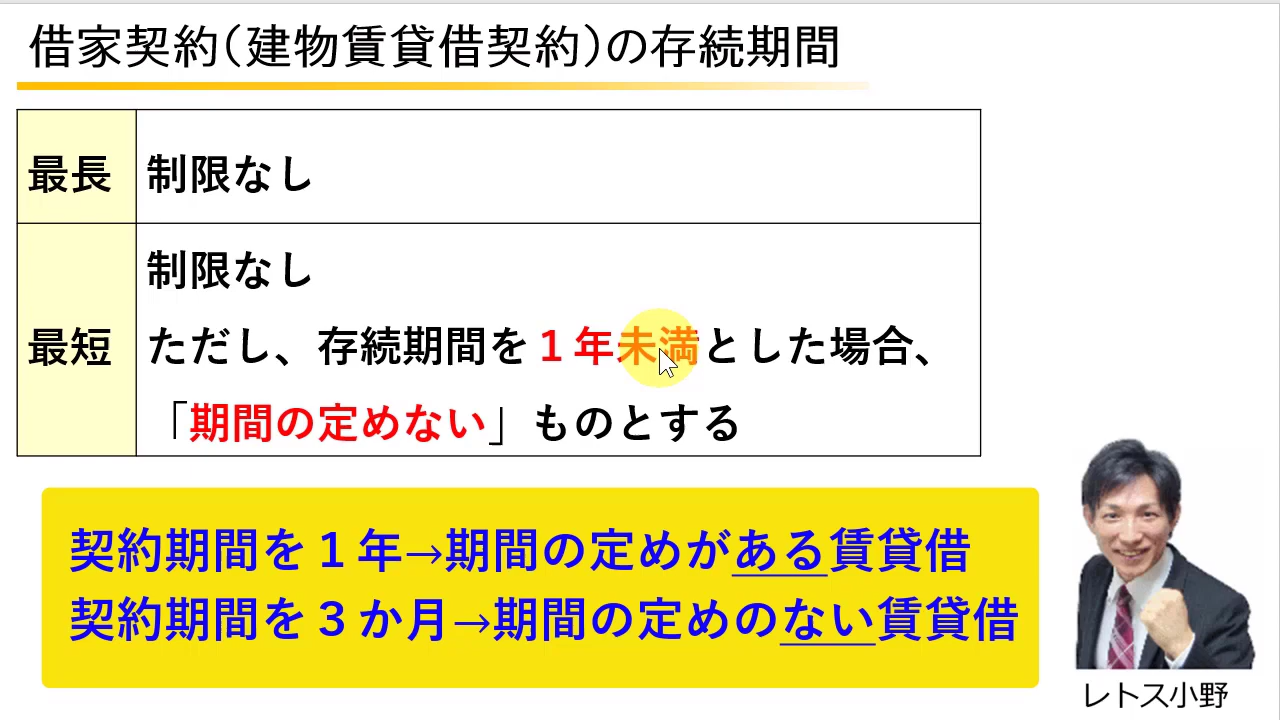 借家契約(建物賃貸借契約)の存続期間
最長
制限なし
最短
制限なし
ただし、存続期間を１年未満とした場合、
「期間の定めない」ものとする
契約期間を１年→期間の定めがある賃貸借
契約期間を３か月→期間の定めのない賃貸借
レトス小野